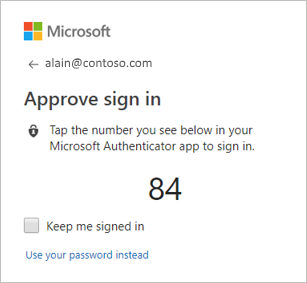 Microsoft
alain@contoso.com
Approve sign in
Tap the number you see below in your
Microsoft Authenticator app to sign in.
84
Keep me signed in
Use your password instead